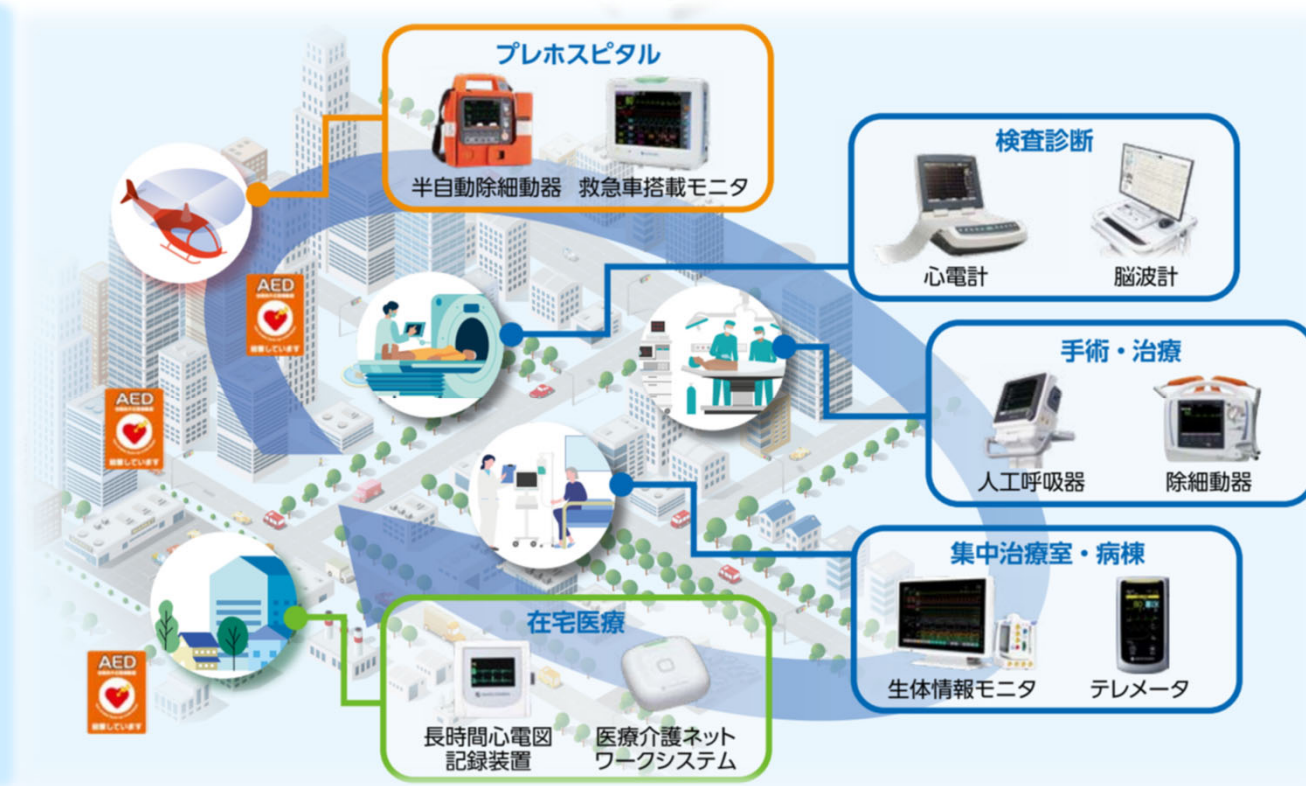 プレホスピタル
半自動除細動器
救急車搭載モニタ
検査診断
心電計
脳波計
手術・治療
人工呼吸器
除細動器
集中治療室・病棟
生体情報モニタ
テレメータ
在宅医療
長時間心電図
記録装置
医療介護ネット
ワークシステム
AED
AED
AED